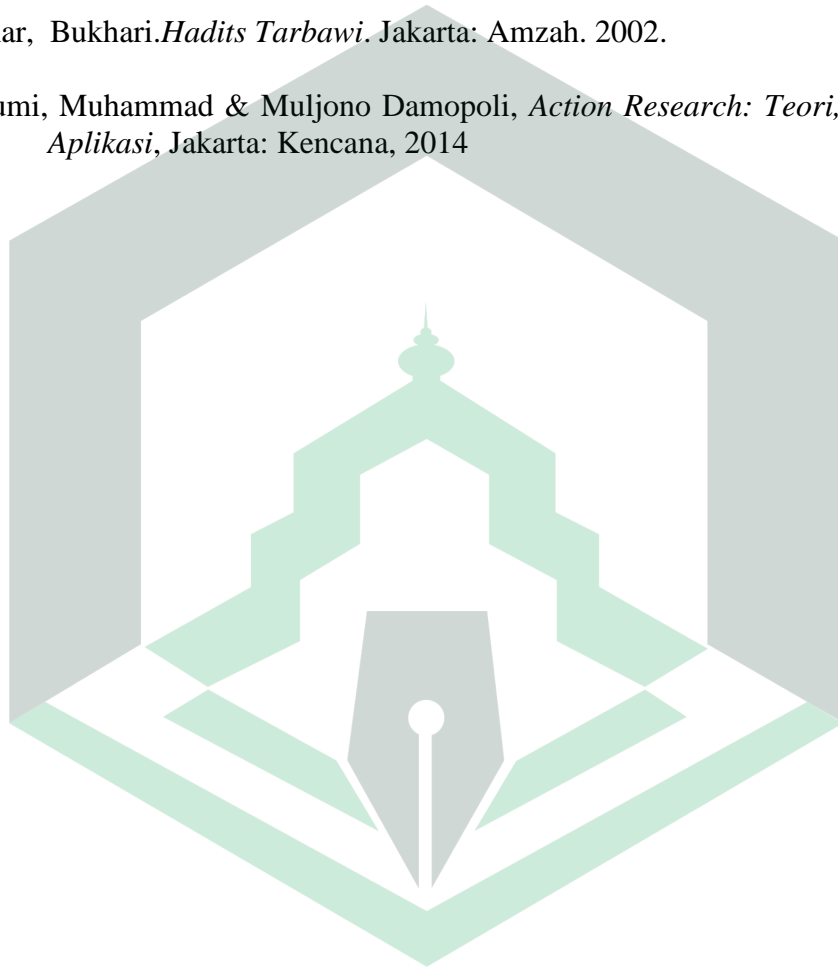 ar, Bukhari.Hadits Tarbawi. Jakarta: Amzah. 2002.
umi, Muhammad & Muljono Damopoli, Action Research: Teori,
Aplikasi, Jakarta: Kencana, 2014